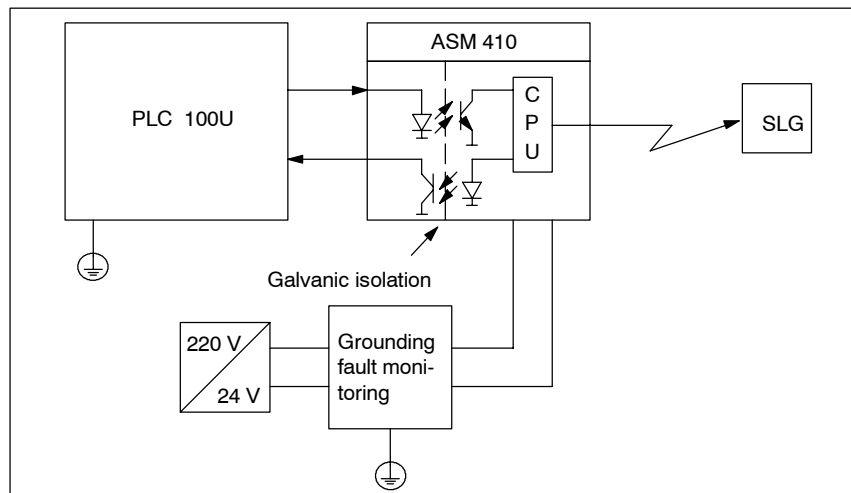 ASM 410
PLC 100U
C
P
U
SLG
Galvanic isolation
220 V
24 V
Grounding
fault moni-
toring